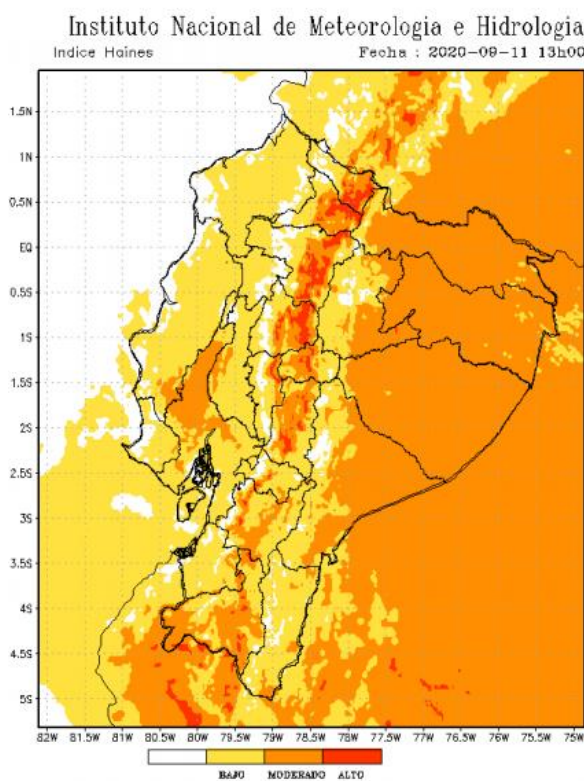 Instituto Nacional de Meteorologia e Hidrologia
Indice Haines Fecha : 2020-09-11 13h00
1.5N
1N
0.5N
EQ
0.5S
1S
1.5S
2S
2.5S
3S
3.5S
4S
4.5S
5S
82W 81.5W 81W 80.5W 80W 79.5W 79W 78.5W 78W 77.5W 77W 76.5W 76W 75.5W 75W
BAJO MODERADO ALTO